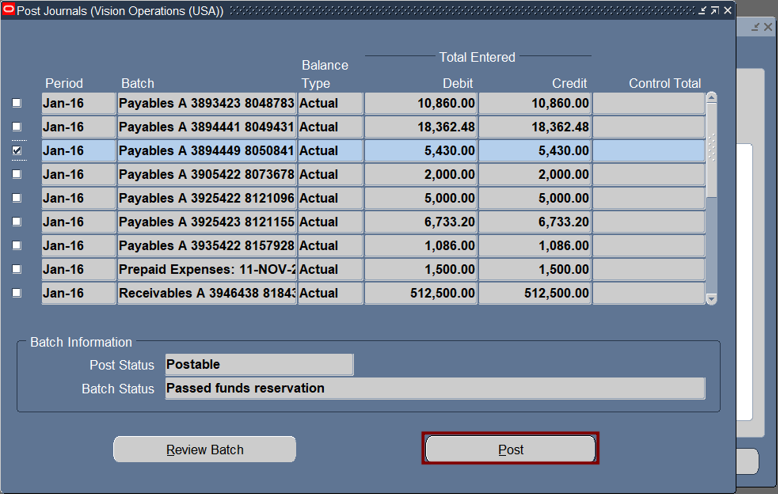 Post Journals (Vision Operations (USA))
Total Entered
Balance
Period Batch Type Debit Credit Control Total
Jan-16 Payables A 3893423 8048783 Actual 10,860.00 10,860.00
Jan-16 Payables A 3894441 8049431 Actual 18,362.48 18,362.48
Jan-16 Payables A 3894449 8050841 Actual 5,430.00 5,430.00
Jan-16 Payables A 3905422 8073678 Actual 2,000.00 2,000.00
Jan-16 Payables A 3925422 8121096 Actual 5,000.00 5,000.00
Jan-16 Payables A 3925423 8121155 Actual 6,733.20 6,733.20
Jan-16 Payables A 3935422 8157928 Actual 1,086.00 1,086.00
Jan-16 Prepaid Expenses: 11-NOV-2 Actual 1,500.00 1,500.00
Jan-16 Receivables A 3946438 81843 Actual 512,500.00 512,500.00
Batch Information
Post Status Postable
Batch Status Passed funds reservation
Review Batch Post